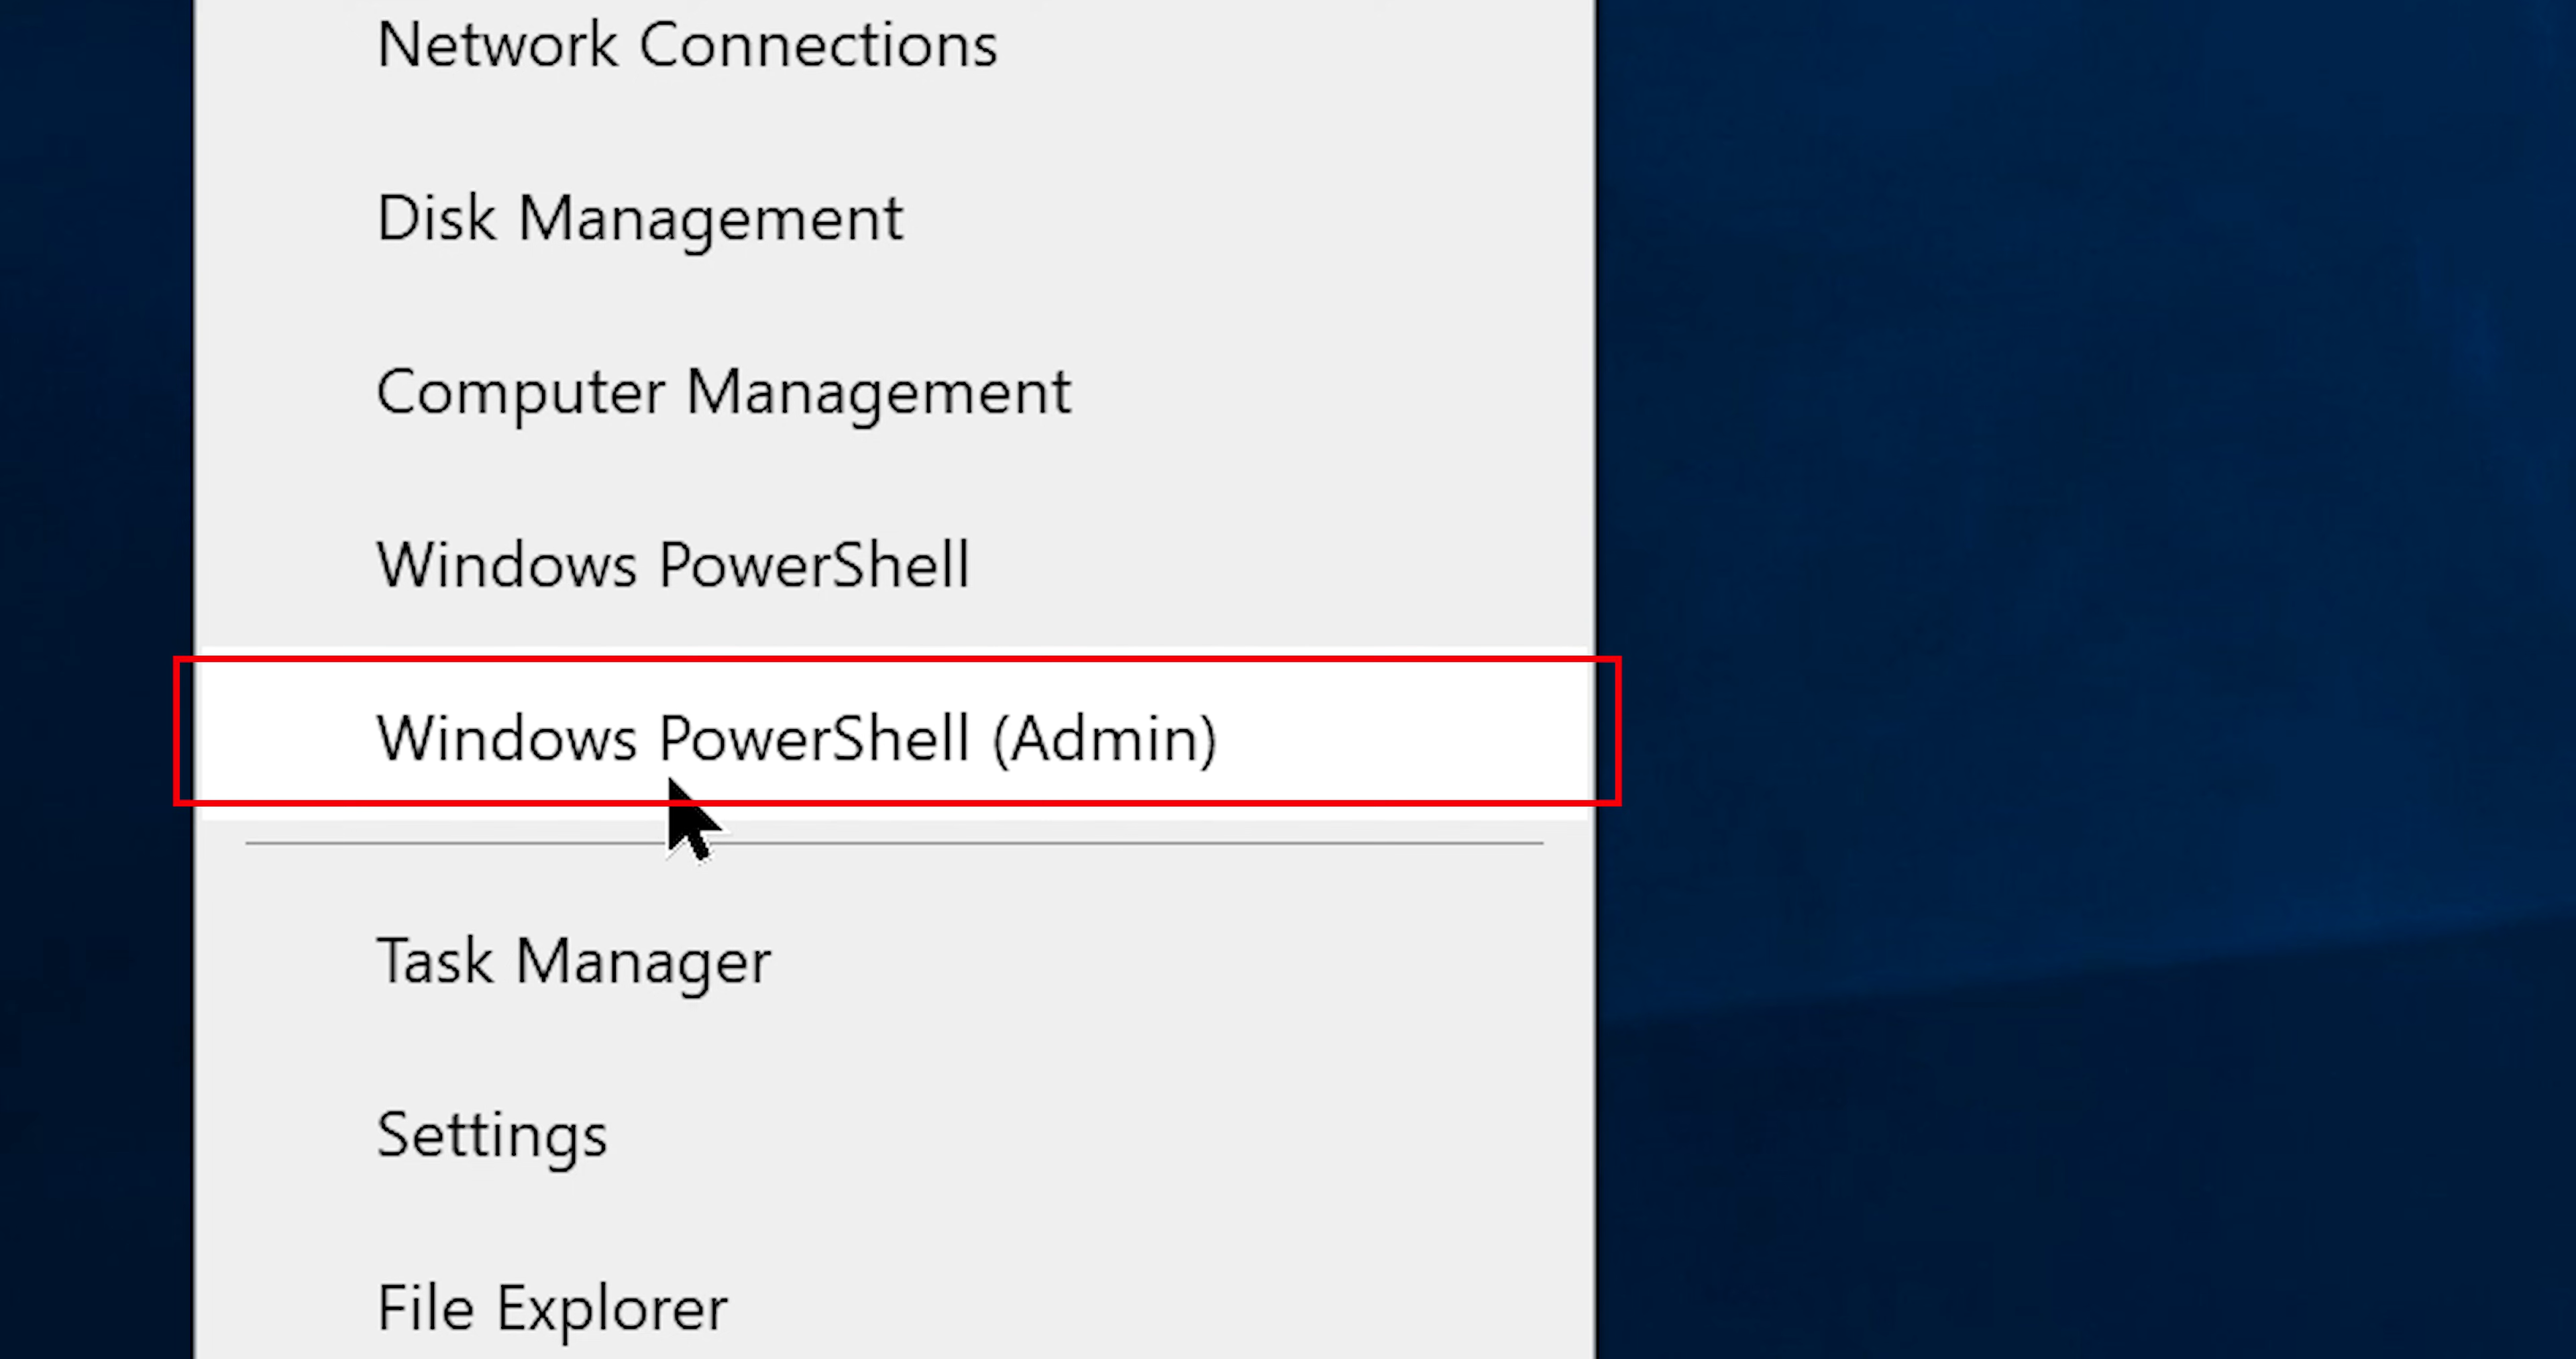 Network Connections
Disk Management
Computer Management
Windows PowerShell
Windows PowerShell (Admin)
Task Manager
Settings
File Explorer